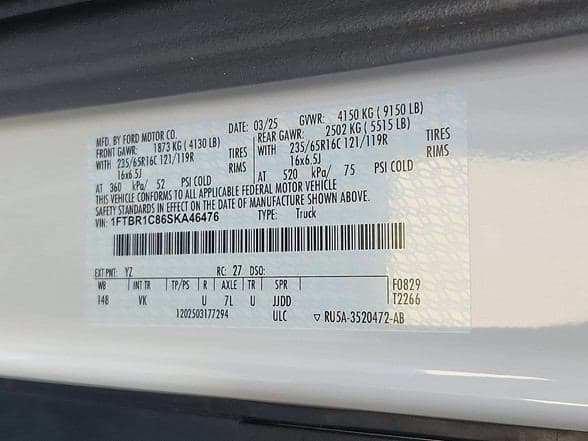 MFD. BY FORD MOTOR CO. DATE: 03/25 GVWR: 4150 KG ( 9150 LB)
FRONT GAWR: 1873 KG ( 4130 LB) REAR GAWR: 2502 KG ( 5515 LB)
WITH 235/65R16C 121/119R TIRES WITH 235/65R16C 121/119R TIRES
16x6.5J RIMS 16x6.5J RIMS
AT 360 kPa/ 52 PSI COLD AT 520 kPa/ 75 PSI COLD
THIS VEHICLE CONFORMS TO ALL APPLICABLE FEDERAL MOTOR VEHICLE
SAFETY STANDARDS IN EFFECT ON THE DATE OF MANUFACTURE SHOWN ABOVE.
VIN: 1FTBR1C86SKA46476 TYPE: Truck
EXT PNT: YZ RC: 27 DSO:
WB INT TR TP/PS R AXLE TR SPR F0829
148 VK U 7L U JJDD T2266
1202503177294 ULC ▽ RU5A-3520472-AB